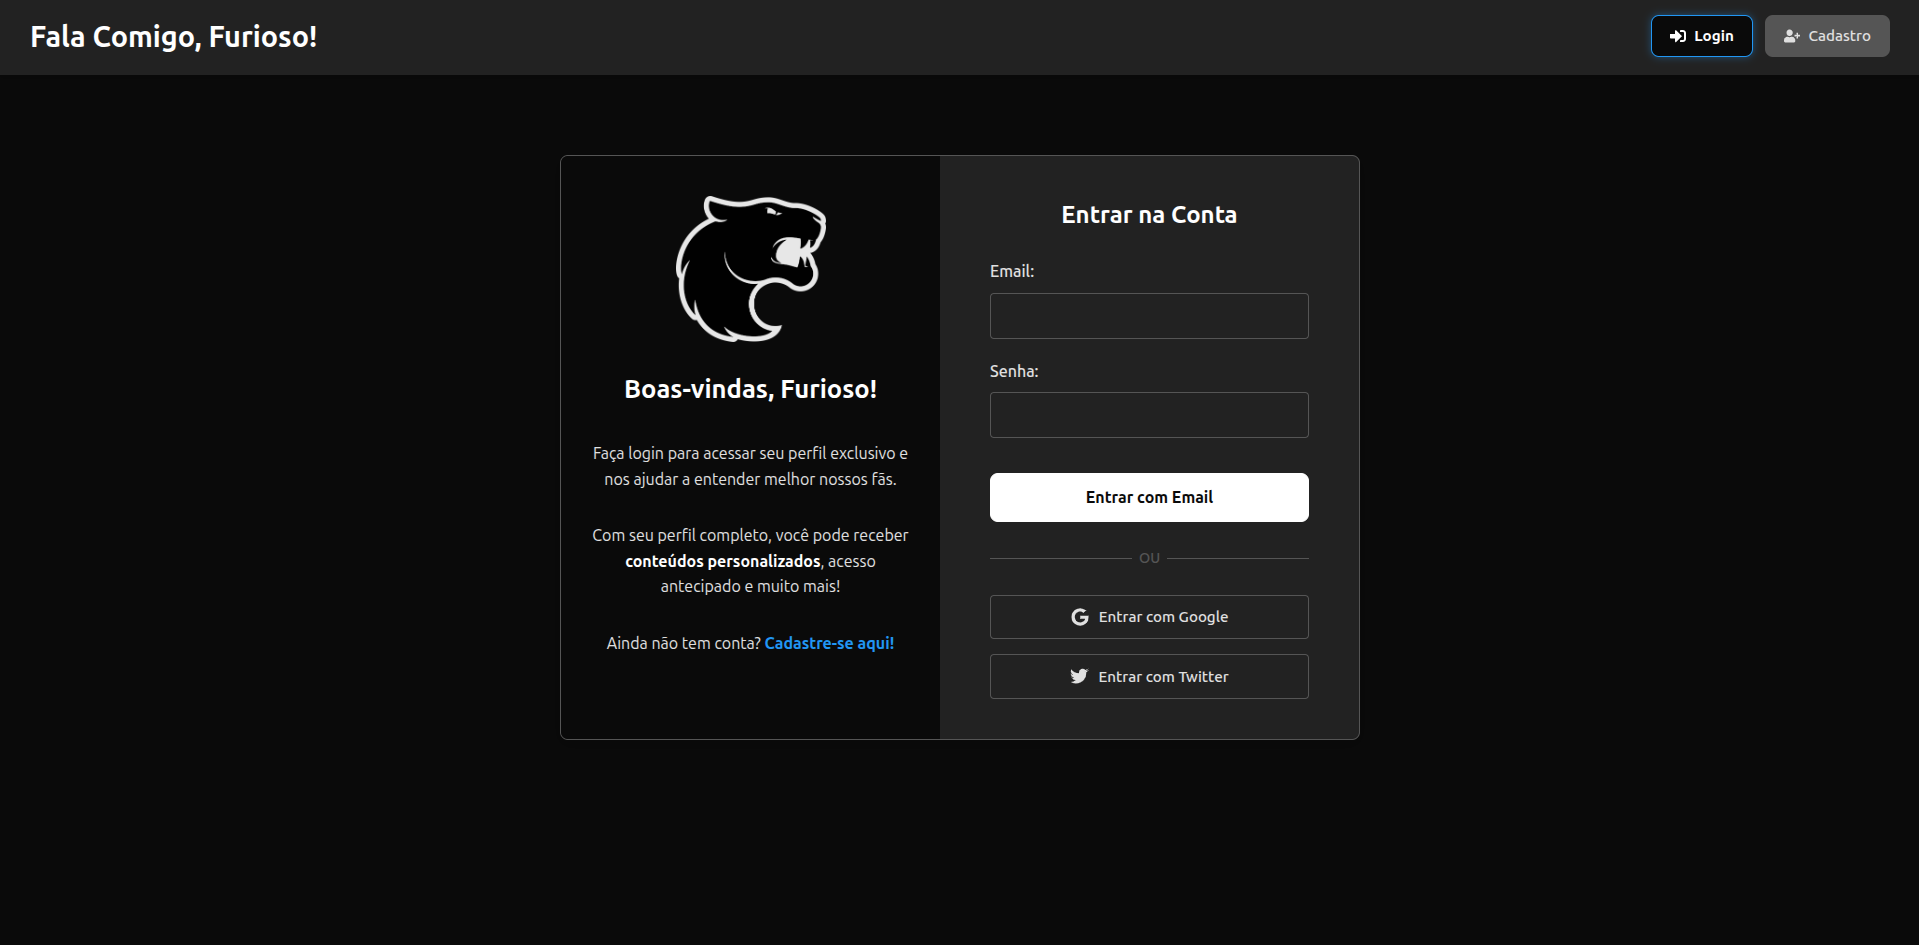 Fala Comigo, Furioso!
Login
Cadastro
Boas-vindas, Furioso!
Faça login para acessar seu perfil exclusivo e
nos ajudar a entender melhor nossos fãs.
Com seu perfil completo, você pode receber
conteúdos personalizados, acesso
antecipado e muito mais!
Ainda não tem conta? Cadastre-se aqui!
Entrar na Conta
Email:
Senha:
Entrar com Email
OU
Entrar com Google
Entrar com Twitter